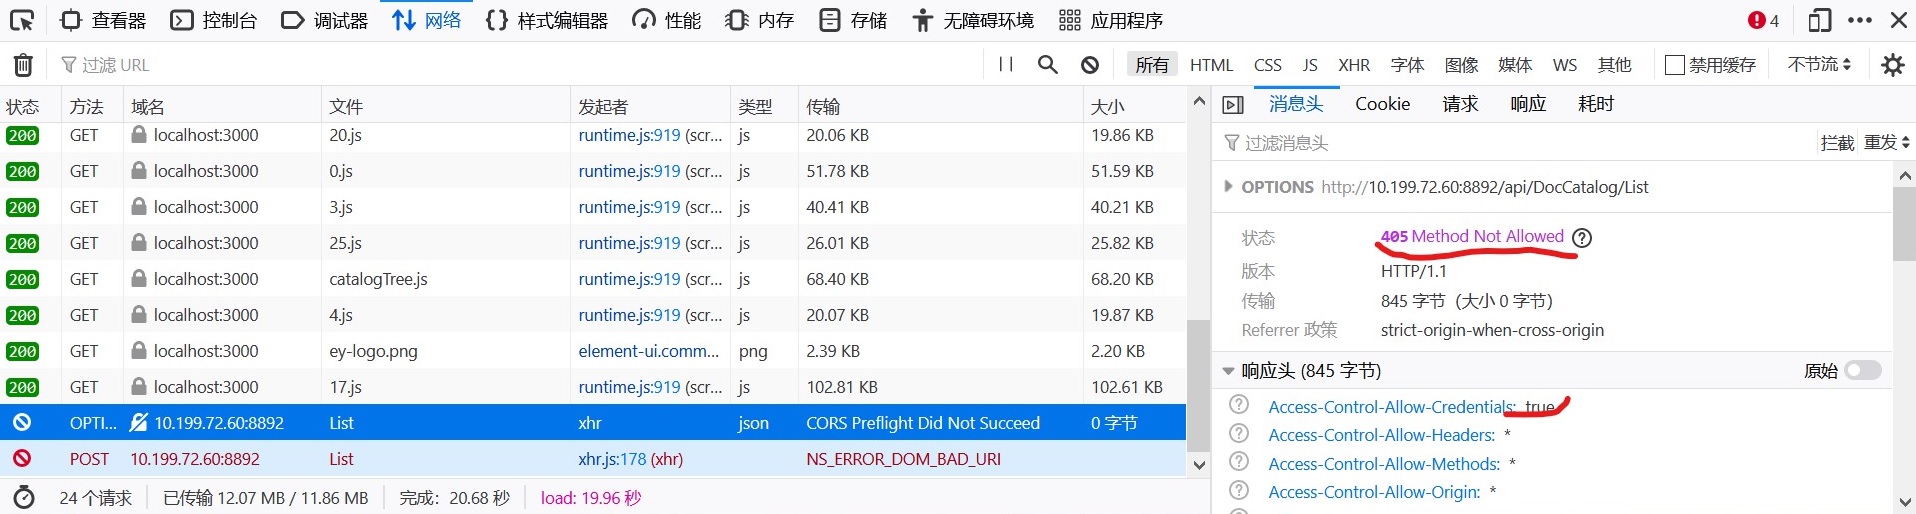 查看器 控制台 调试器 网络 {} 样式编辑器 性能 内存 存储 无障碍环境 应用程序 4
过滤 URL 所有 HTML CSS JS XHR 字体 图像 媒体 WS 其他 禁用缓存 不节流
状态 方法 域名 文件 发起者 类型 传输 大小
200 GET localhost:3000 20.js runtime.js:919 (scr... js 20.06 KB 19.86 KB
200 GET localhost:3000 0.js runtime.js:919 (scr... js 51.78 KB 51.59 KB
200 GET localhost:3000 3.js runtime.js:919 (scr... js 40.41 KB 40.21 KB
200 GET localhost:3000 25.js runtime.js:919 (scr... js 26.01 KB 25.82 KB
200 GET localhost:3000 catalogTree.js runtime.js:919 (scr... js 68.40 KB 68.20 KB
200 GET localhost:3000 4.js runtime.js:919 (scr... js 20.07 KB 19.87 KB
200 GET localhost:3000 ey-logo.png element-ui.comm... png 2.39 KB 2.20 KB
200 GET localhost:3000 17.js runtime.js:919 (scr... js 102.81 KB 102.61 KB
OPTI... 10.199.72.60:8892 List xhr json CORS Preflight Did Not Succeed 0 字节
POST 10.199.72.60:8892 List xhr.js:178 (xhr) NS_ERROR_DOM_BAD_URI
24 个请求 已传输 12.07 MB / 11.86 MB 完成: 20.68 秒 load: 19.96 秒
消息头 Cookie 请求 响应 耗时
过滤消息头 拦截 重发
OPTIONS http://10.199.72.60:8892/api/DocCatalog/List
状态 405 Method Not Allowed
版本 HTTP/1.1
传输 845 字节 (大小 0 字节)
Referrer 政策 strict-origin-when-cross-origin
响应头 (845 字节) 原始
Access-Control-Allow-Credentials: true
Access-Control-Allow-Headers: *
Access-Control-Allow-Methods: *
Access-Control-Allow-Origin: *